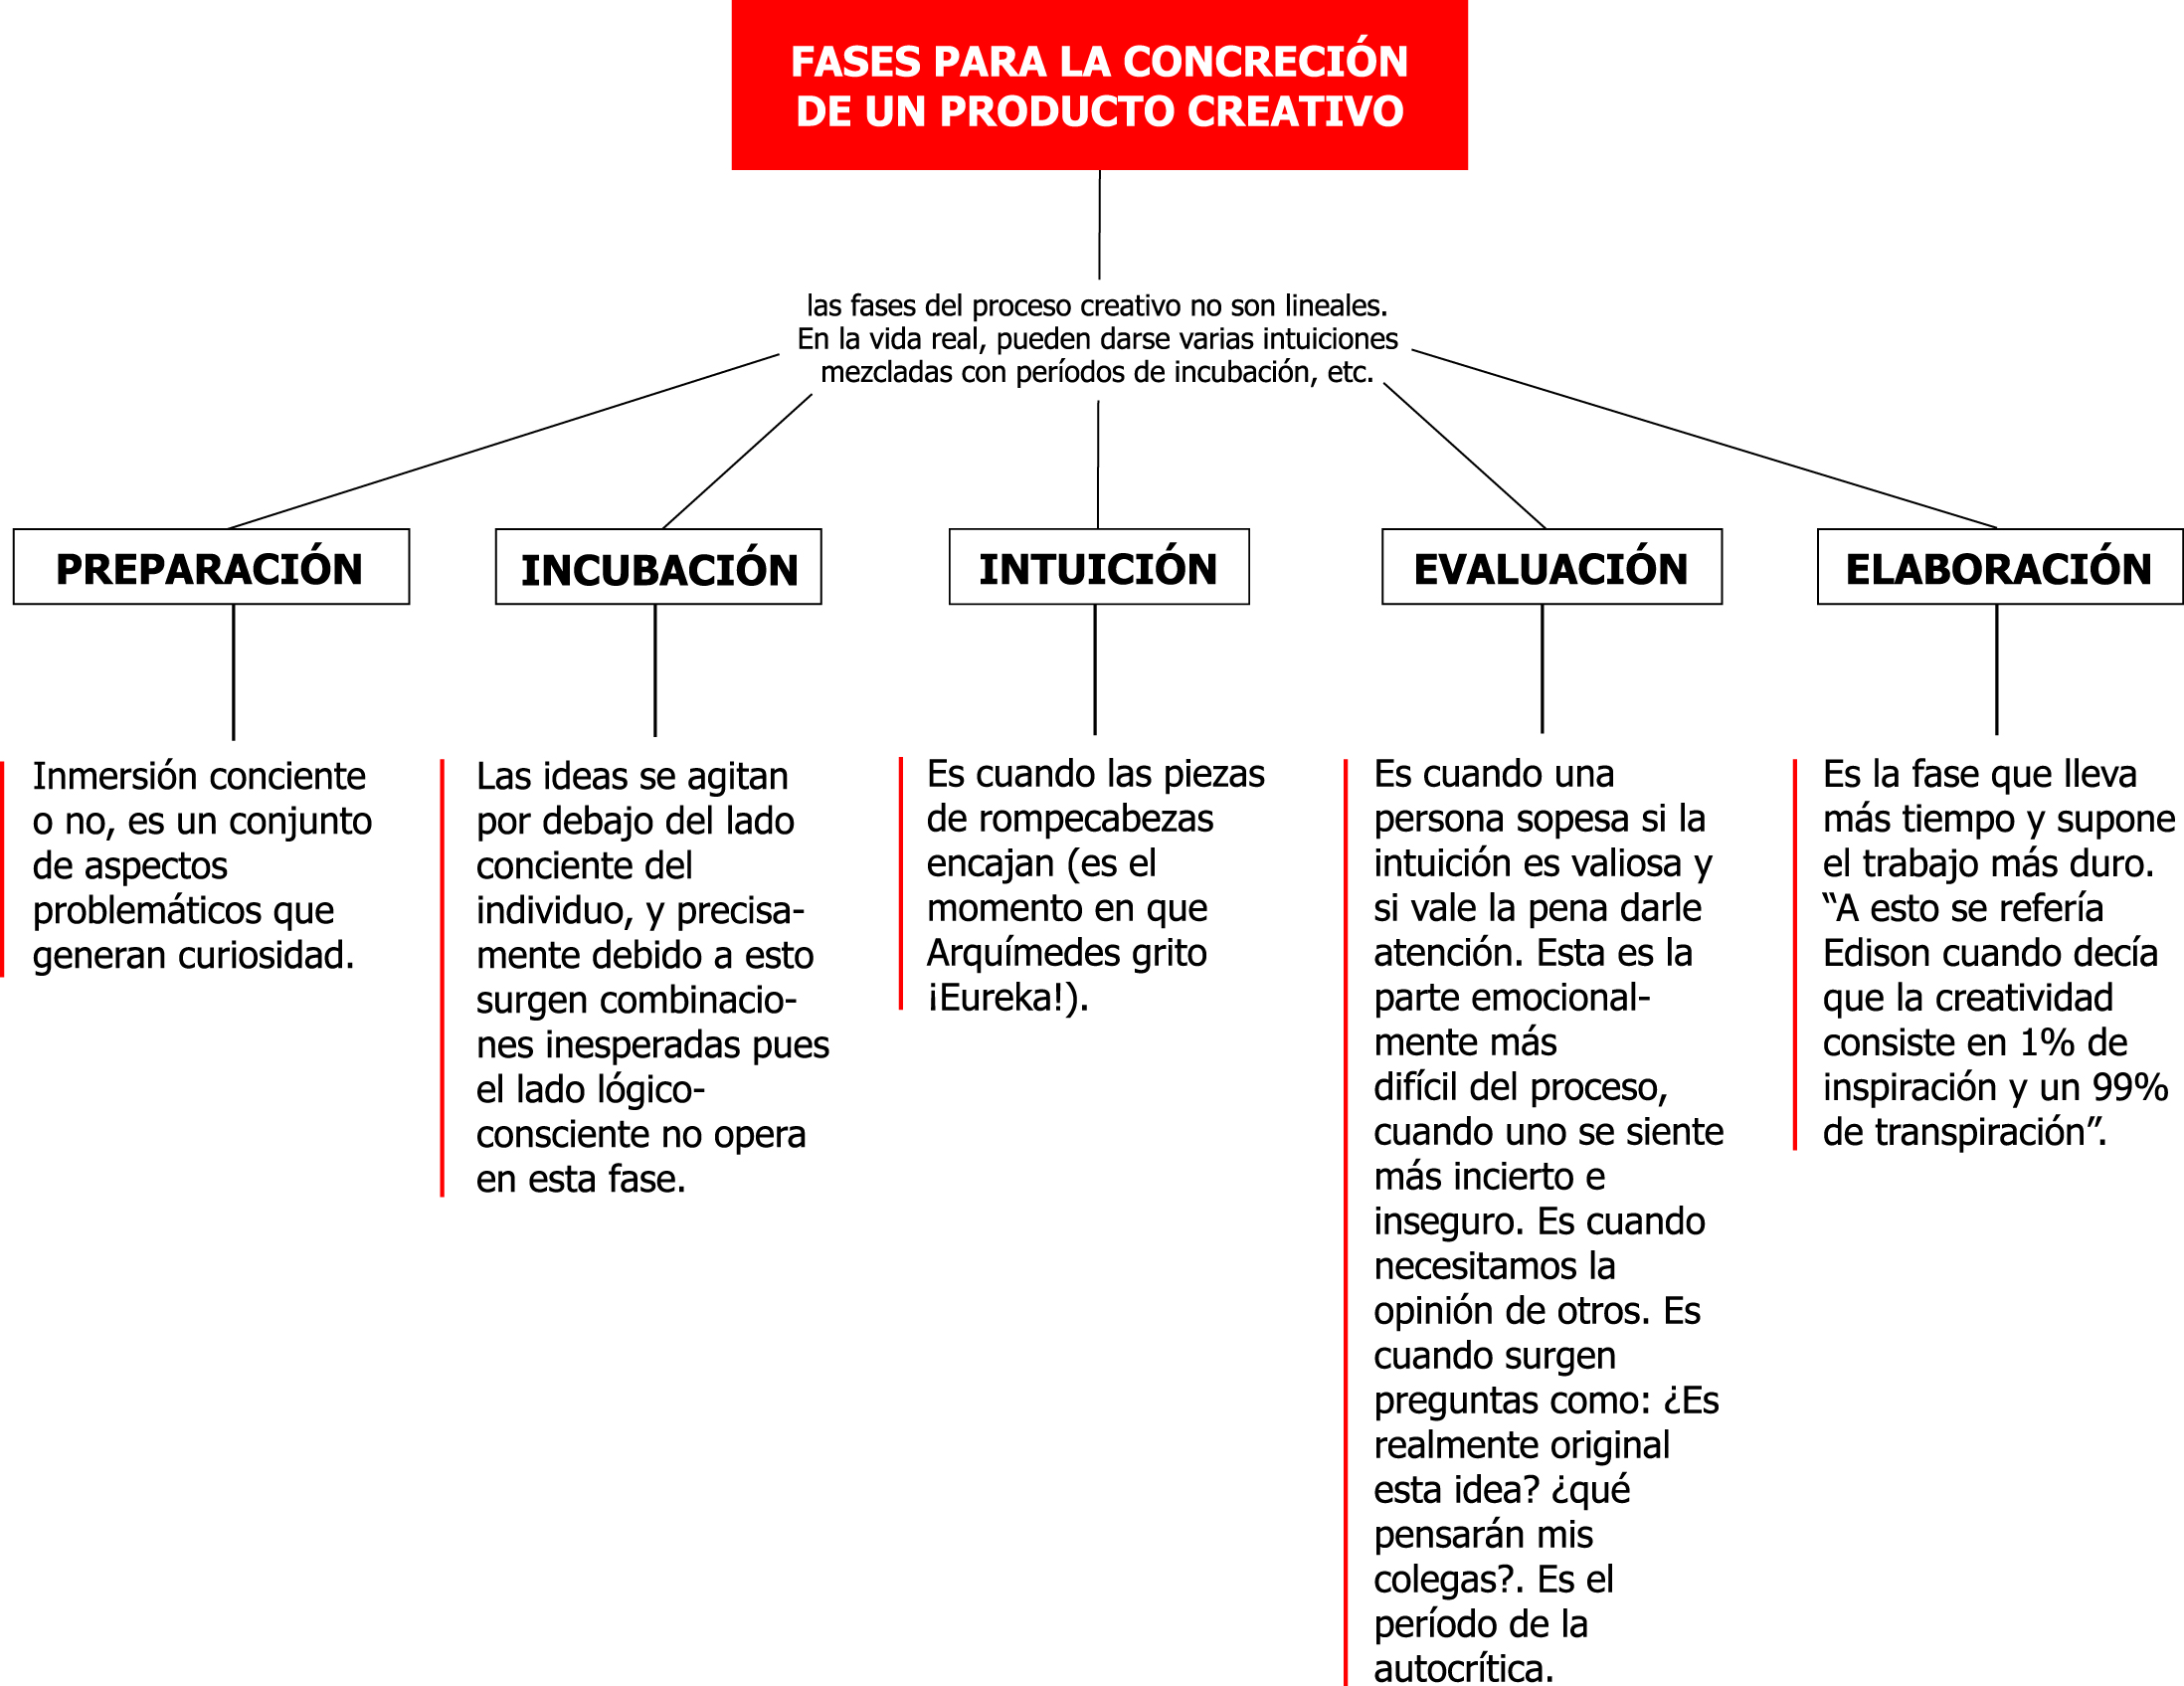 FASES PARA LA CONCRECIÓN
DE UN PRODUCTO CREATIVO
las fases del proceso creativo no son lineales.
En la vida real, pueden darse varias intuiciones
mezcladas con períodos de incubación, etc.
PREPARACIÓN
Inmersión conciente
o no, es un conjunto
de aspectos
problemáticos que
generan curiosidad.
INCUBACIÓN
Las ideas se agitan
por debajo del lado
conciente del
individuo, y precisa-
mente debido a esto
surgen combinacio-
nes inesperadas pues
el lado lógico-
consciente no opera
en esta fase.
INTUICIÓN
Es cuando las piezas
de rompecabezas
encajan (es el
momento en que
Arquímedes grito
¡Eureka!).
EVALUACIÓN
Es cuando una
persona sopesa si la
intuición es valiosa y
si vale la pena darle
atención. Esta es la
parte emocional-
mente más
difícil del proceso,
cuando uno se siente
más incierto e
inseguro. Es cuando
necesitamos la
opinión de otros. Es
cuando surgen
preguntas como: ¿Es
realmente original
esta idea? ¿qué
pensarán mis
colegas?. Es el
período de la
autocrítica.
ELABORACIÓN
Es la fase que lleva
más tiempo y supone
el trabajo más duro.
“A esto se refería
Edison cuando decía
que la creatividad
consiste en 1% de
inspiración y un 99%
de transpiración”.